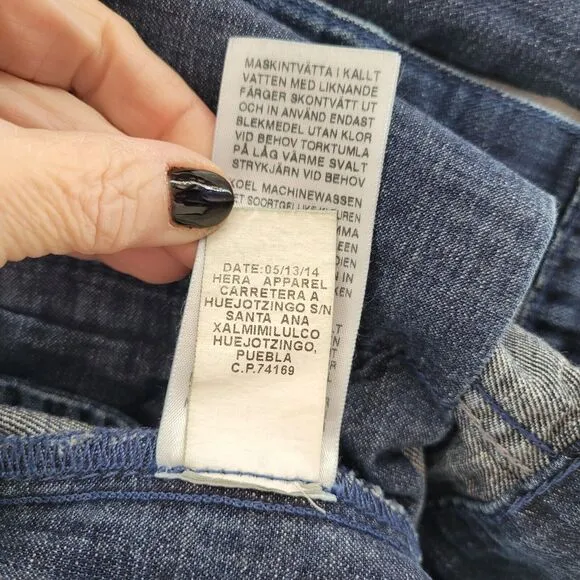 MASKINTVÄTTA I KALLT
VATTEN MED LIKNANDE
FÄRGER SKONTVÄTT UT
OCH IN ANVÄND ENDAST
BLEKMEDEL UTAN KLOR
VID BEHOV TORKTUMLA
PÅ LÅG VÄRME SVALT
STRYKJÄRN VID BEHOV
KOEL MACHINEWASSEN
DATE:05/13/14
HERA APPAREL
CARRETERA A
HUEJOTZINGO S/N
SANTA ANA
XALMIMILULCO
HUEJOTZINGO,
PUEBLA
C.P.74169